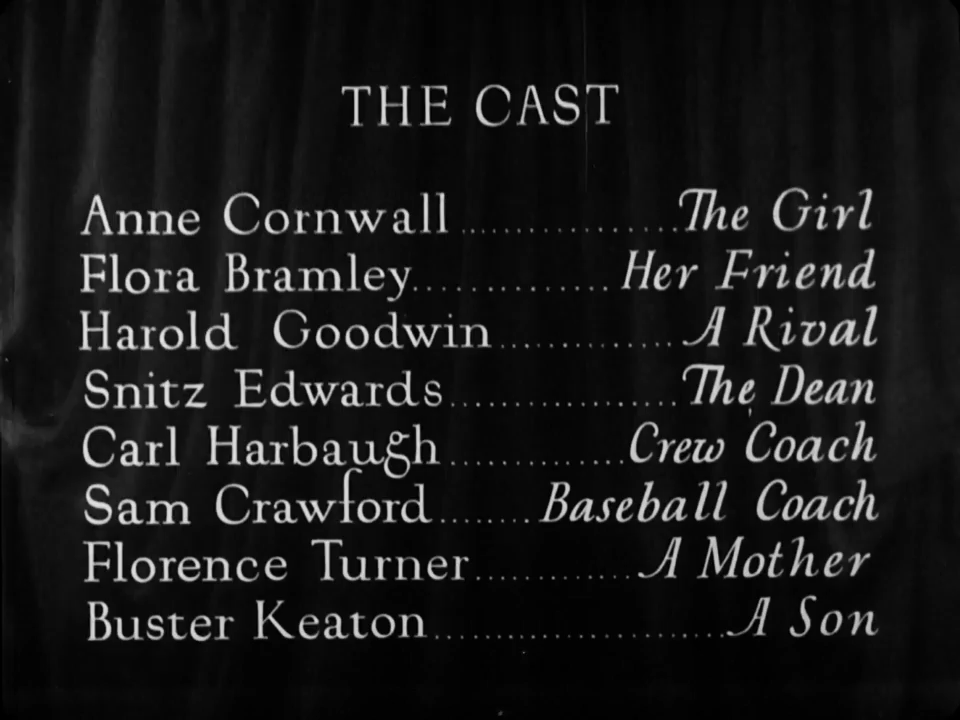 THE CAST
Anne Cornwall ................. The Girl
Flora Bramley.............. Her Friend
Harold Goodwin ............. A Rival
Snitz Edwards.................. The Dean
Carl Harbaugh .............. Crew Coach
Sam Crawford ........ Baseball Coach
Florence Turner ............. A Mother
Buster Keaton ....................... A Son